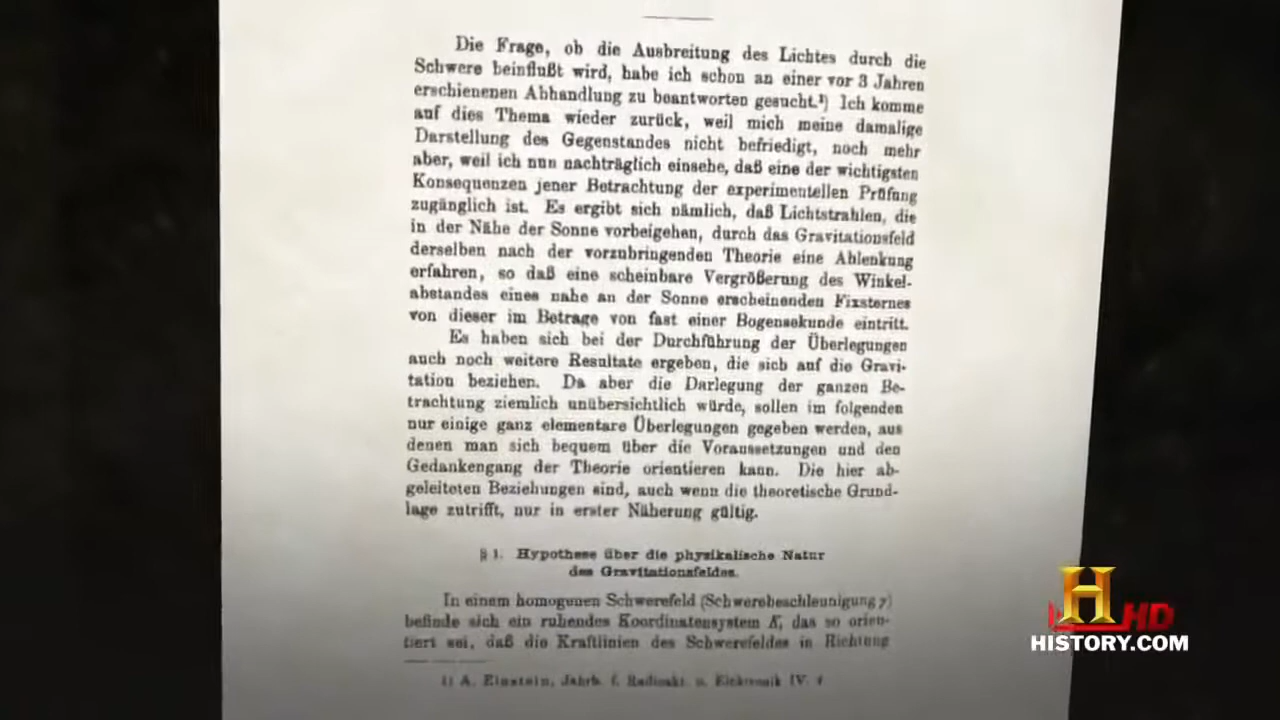 Die Frage, ob die Ausbreitung des Lichtes durch die
Schwere beinflußt wird, habe ich schon an einer vor 3 Jahren
erschienenen Abhandlung zu beantworten gesucht.¹) Ich komme
auf dies Thema wieder zurück, weil mich meine damalige
Darstellung des Gegenstandes nicht befriedigt, noch mehr
aber, weil ich nun nachträglich einsehe, daß eine der wichtigsten
Konsequenzen jener Betrachtung der experimentellen Prüfung
zugänglich ist. Es ergibt sich nämlich, daß Lichtstrahlen, die
in der Nähe der Sonne vorbeigehen, durch das Gravitationsfeld
derselben nach der vorzubringenden Theorie eine Ablenkung
erfahren, so daß eine scheinbare Vergrößerung des Winkel-
abstandes eines nahe an der Sonne erscheinenden Fixsternes
von dieser im Betrage von fast einer Bogensekunde eintritt.
Es haben sich bei der Durchführung der Überlegungen
auch noch weitere Resultate ergeben, die sich auf die Gravi-
tation beziehen. Da aber die Darlegung der ganzen Be-
trachtung ziemlich unübersichtlich würde, sollen im folgenden
nur einige ganz elementare Überlegungen gegeben werden, aus
denen man sich bequem über die Voraussetzungen und den
Gedankengang der Theorie orientieren kann. Die hier ab-
geleiteten Beziehungen sind, auch wenn die theoretische Grund-
lage zutrifft, nur in erster Näherung gültig.
§ 1. Hypothese über die physikalische Natur
des Gravitationsfeldes.
In einem homogenen Schwerefeld (Schwerebeschleunigung γ)
befinde sich ein ruhendes Koordinatensystem K, das so orien-
tiert sei, daß die Kraftlinien des Schwerefeldes in Richtung
1) A. Einstein, Jahrb. f. Radioakt. u. Elektronik IV. 4
H HD
HISTORY.COM